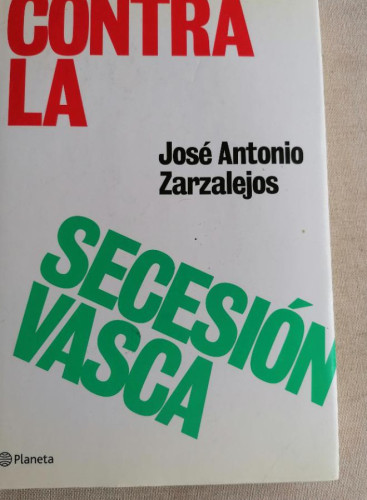 CONTRA
LA
José Antonio
Zarzalejos
SECESIÓN
VASCA
Planeta